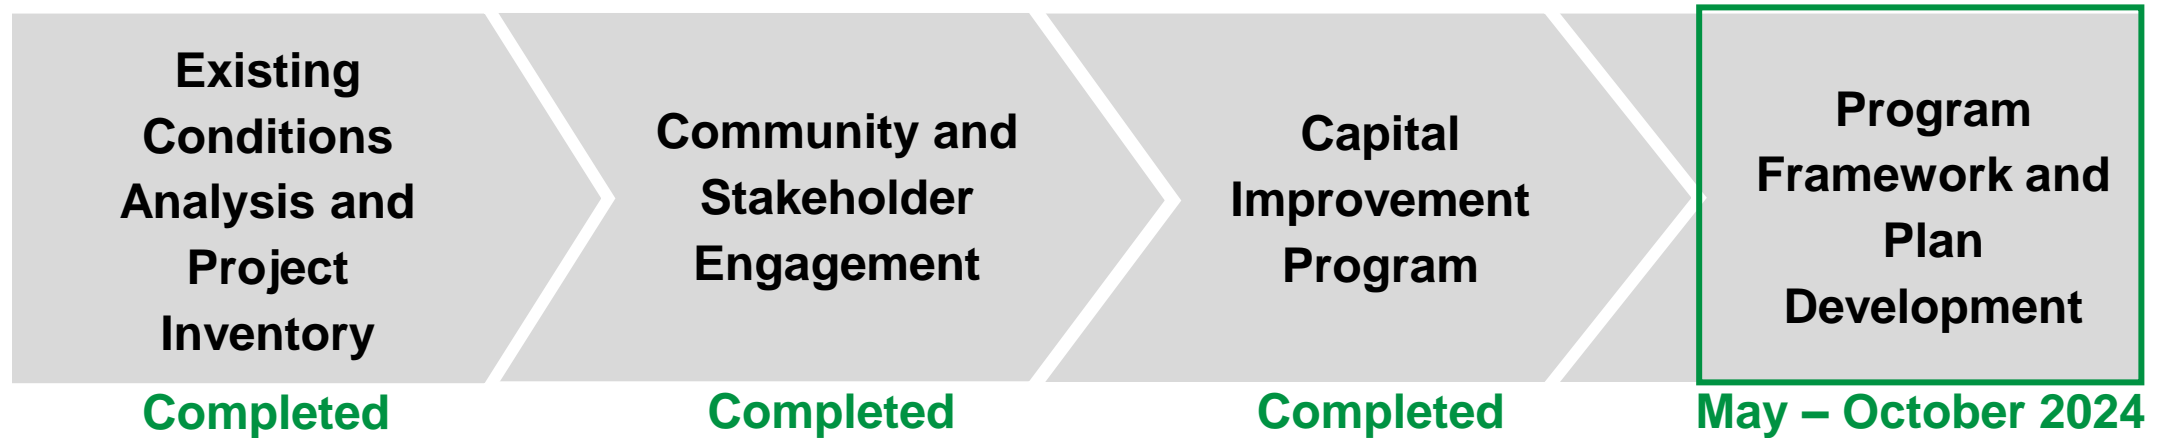 Existing
Conditions
Analysis and
Project
Inventory
Completed
Community and
Stakeholder
Engagement
Completed
Capital
Improvement
Program
Completed
Program
Framework and
Plan
Development
May – October 2024